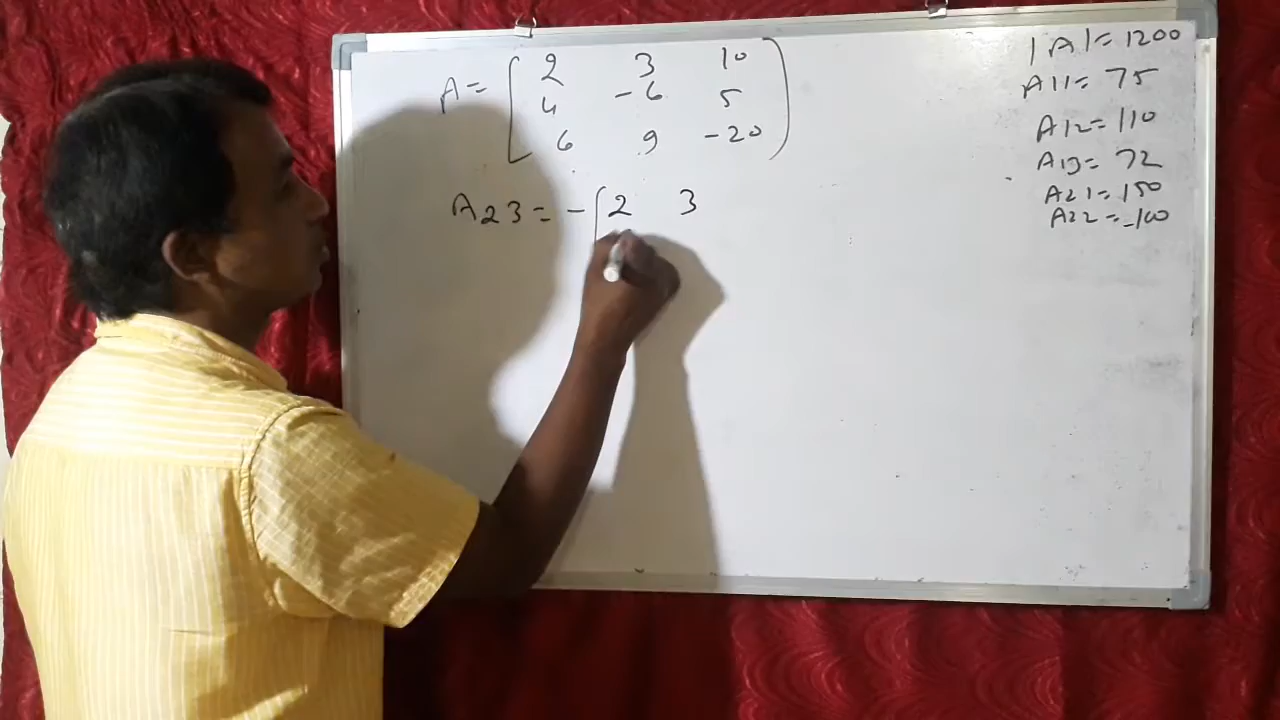 A = [ 2 3 10
4 -6 5
6 9 -20 ]
A23 = - | 2 3
|A| = 1200
A11 = 75
A12 = 110
A13 = 72
A21 = 150
A22 = -100